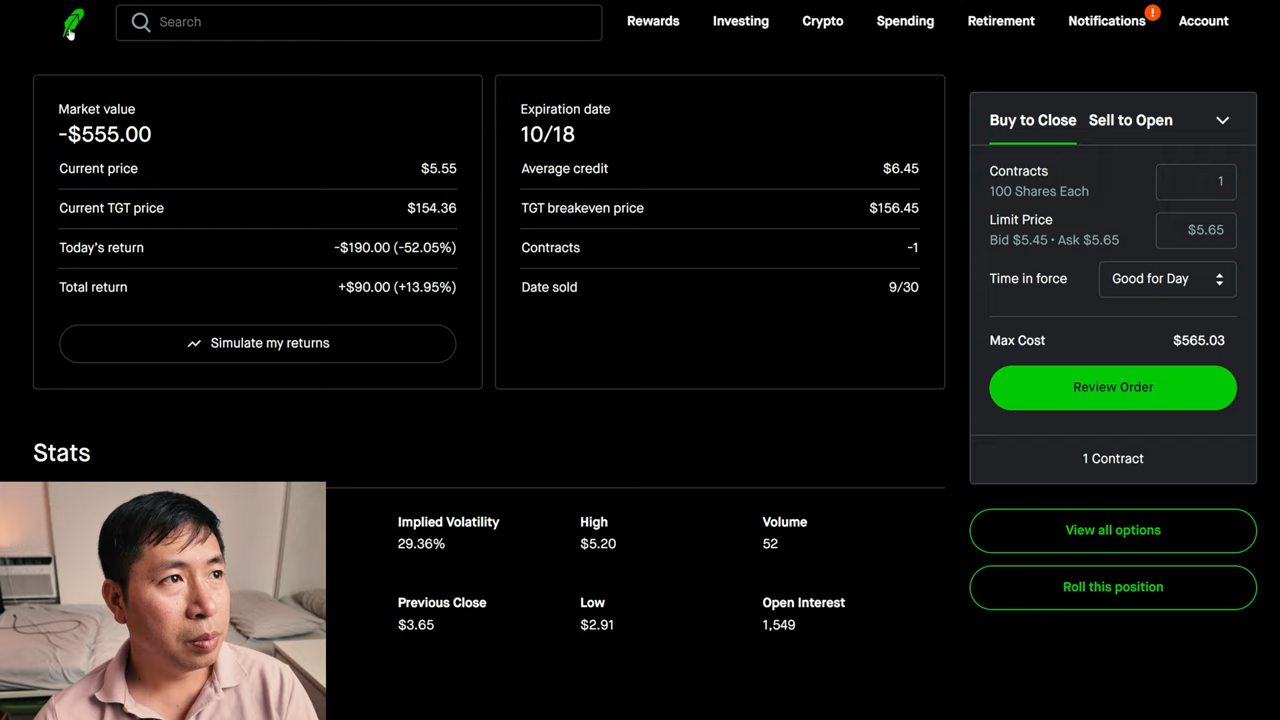 Search
Rewards
Investing
Crypto
Spending
Retirement
Notifications
!
Account
Market value
-$555.00
Current price $5.55
Current TGT price $154.36
Today's return -$190.00 (-52.05%)
Total return +$90.00 (+13.95%)
Simulate my returns
Expiration date
10/18
Average credit $6.45
TGT breakeven price $156.45
Contracts -1
Date sold 9/30
Buy to Close Sell to Open
Contracts
100 Shares Each
1
Limit Price
Bid $5.45 • Ask $5.65
$5.65
Time in force Good for Day
Max Cost $565.03
Review Order
1 Contract
View all options
Roll this position
Stats
Implied Volatility
29.36%
High
$5.20
Volume
52
Previous Close
$3.65
Low
$2.91
Open Interest
1,549